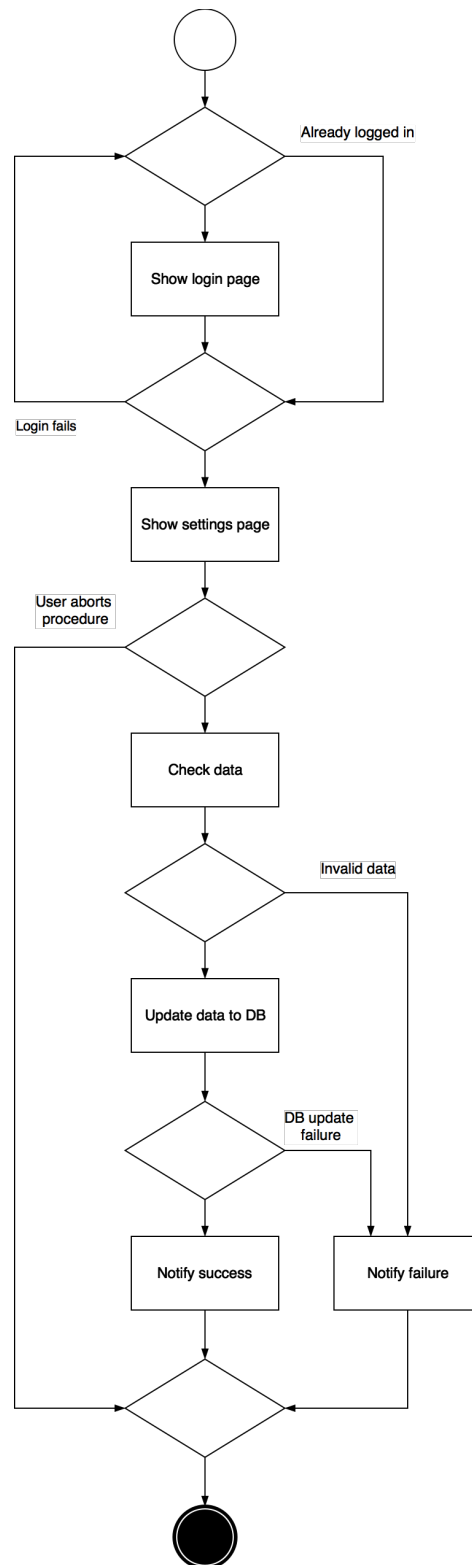 Already logged in
Show login page
Login fails
Show settings page
User aborts
procedure
Check data
Invalid data
Update data to DB
DB update
failure
Notify success
Notify failure